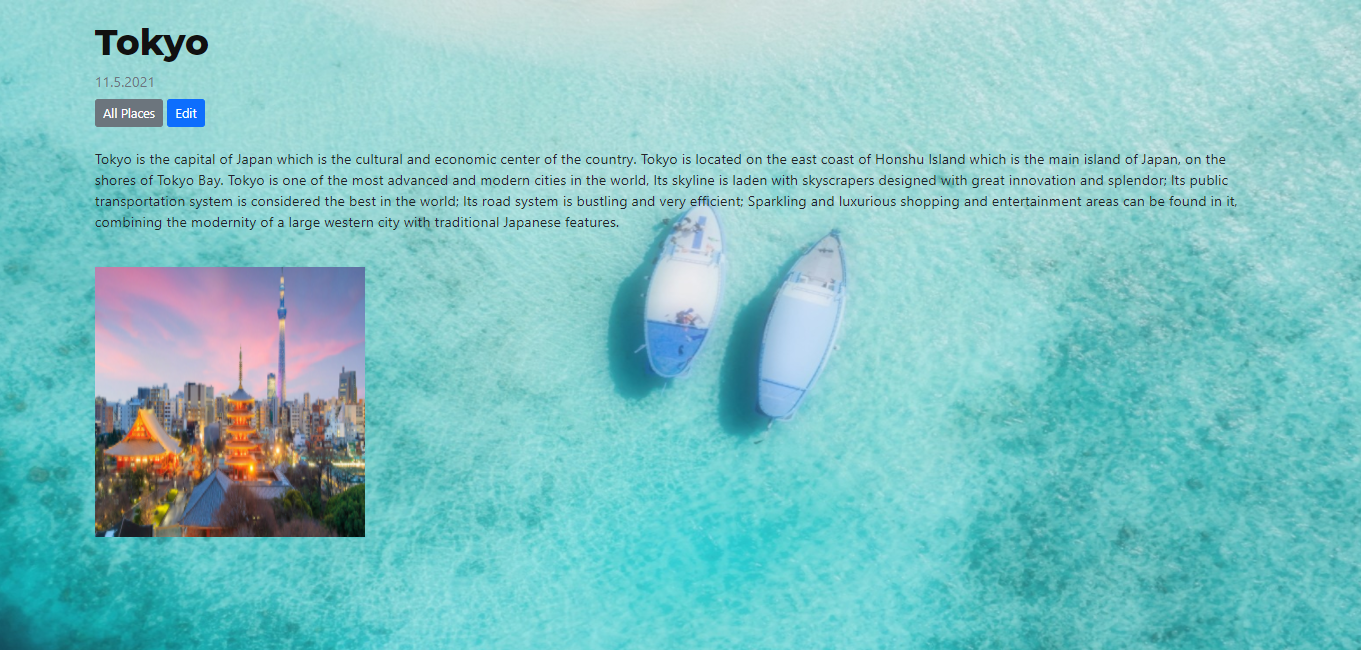 Tokyo
11.5.2021
All Places Edit
Tokyo is the capital of Japan which is the cultural and economic center of the country. Tokyo is located on the east coast of Honshu Island which is the main island of Japan, on the
shores of Tokyo Bay. Tokyo is one of the most advanced and modern cities in the world, Its skyline is laden with skyscrapers designed with great innovation and splendor; Its public
transportation system is considered the best in the world; Its road system is bustling and very efficient; Sparkling and luxurious shopping and entertainment areas can be found in it,
combining the modernity of a large western city with traditional Japanese features.